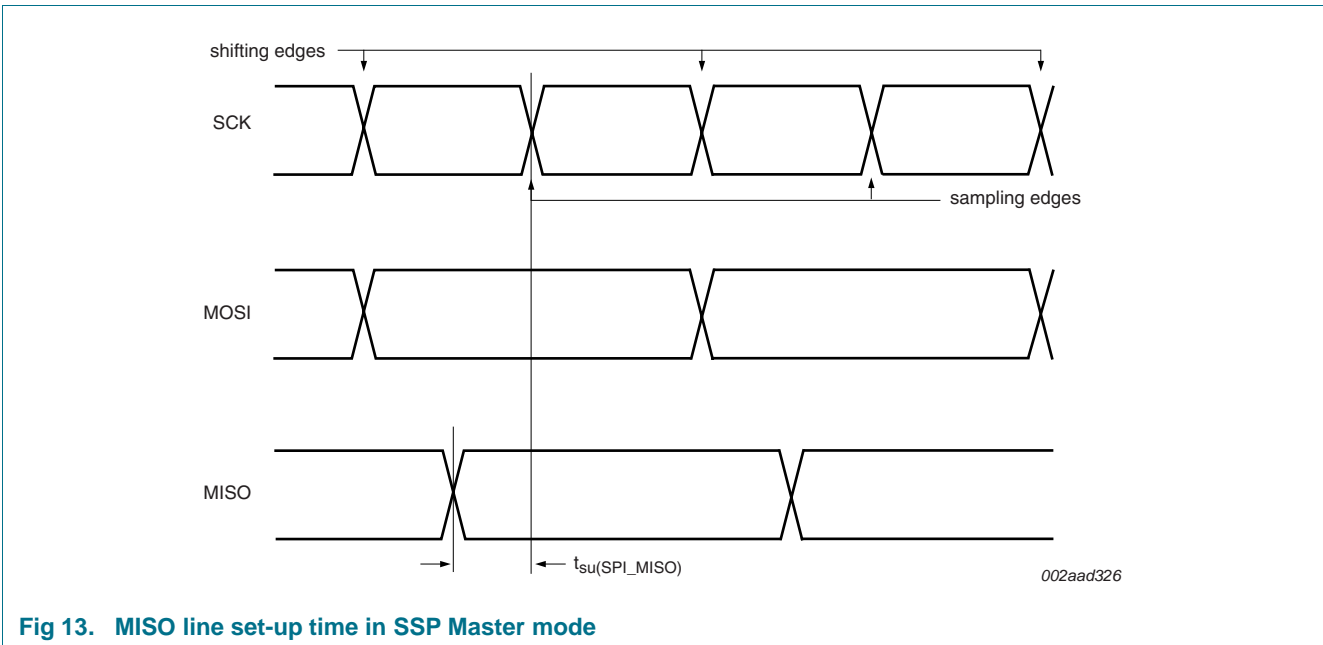 shifting edges
SCK
sampling edges
MOSI
MISO
tsu(SPI_MISO)
002aad326
Fig 13. MISO line set-up time in SSP Master mode